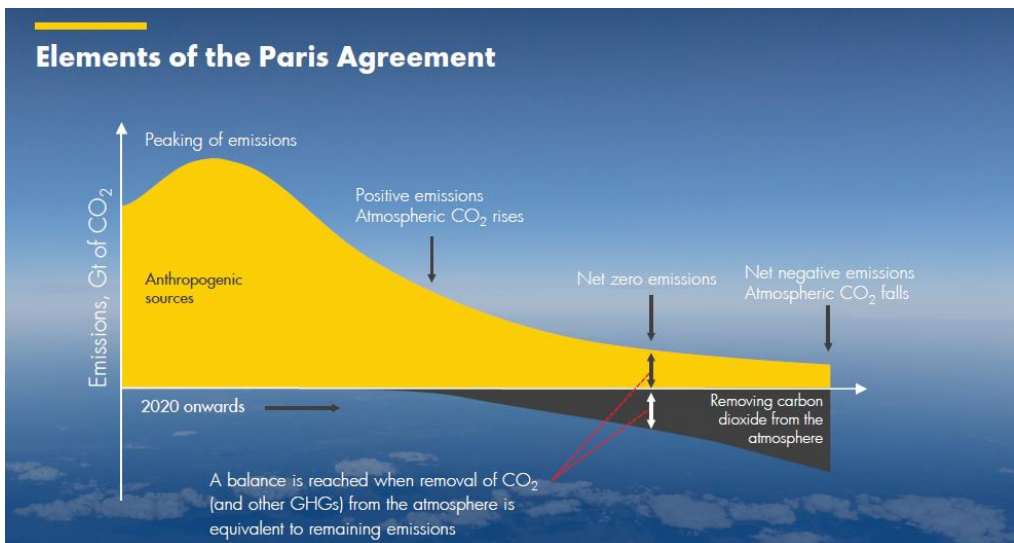 Elements of the Paris Agreement
Peaking of emissions
Positive emissions
Atmospheric CO₂ rises
Net zero emissions
Net negative emissions
Atmospheric CO₂ falls
Emissions, Gt of CO₂
Anthropogenic
sources
2020 onwards
Removing carbon
dioxide from the
atmosphere
A balance is reached when removal of CO₂
(and other GHGs) from the atmosphere is
equivalent to remaining emissions